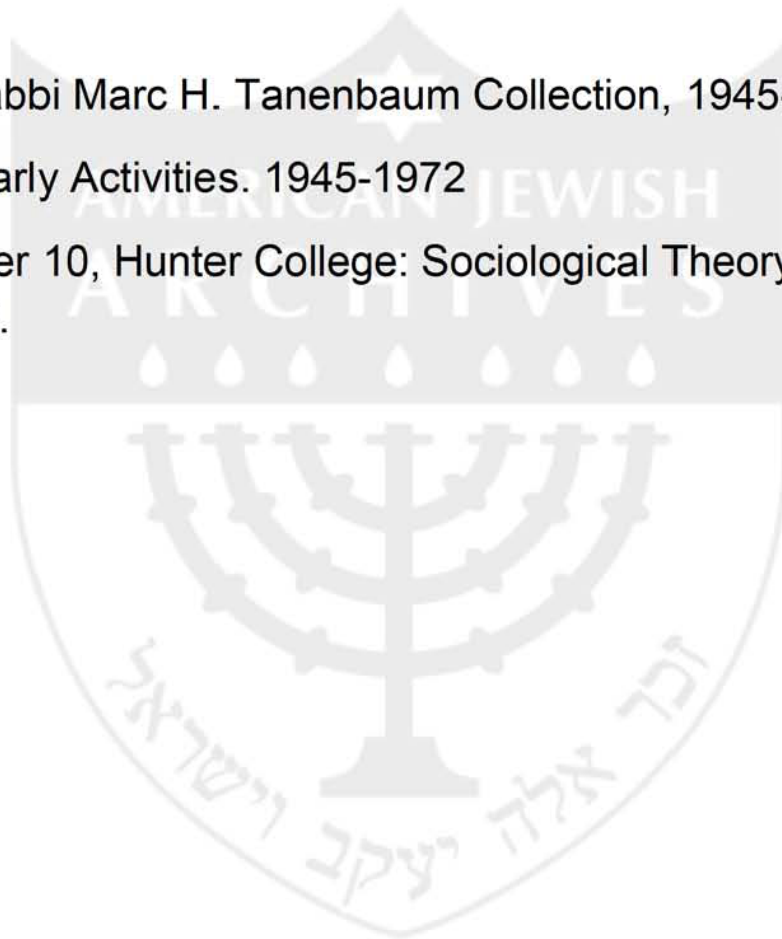 abbi Marc H. Tanenbaum Collection, 1945-
arly Activities. 1945-1972
AMERICAN JEWISH
er 10, Hunter College: Sociological Theory
ARCHIVES
.
זכר אלה יעקב וישראל